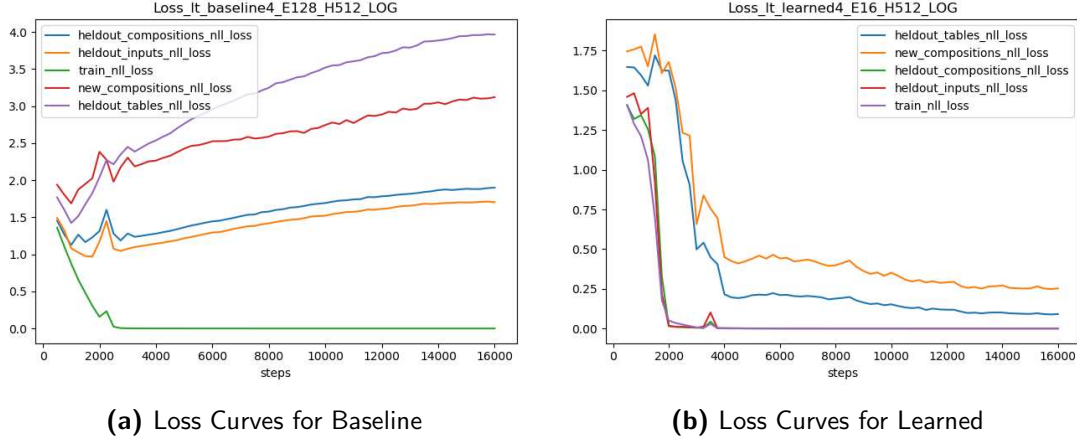 Loss_lt_baseline4_E128_H512_LOG
4.0
3.5
3.0
2.5
2.0
1.5
1.0
0.5
0.0
heldout_compositions_nll_loss
heldout_inputs_nll_loss
train_nll_loss
new_compositions_nll_loss
heldout_tables_nll_loss
0 2000 4000 6000 8000 10000 12000 14000 16000
steps
(a) Loss Curves for Baseline
Loss_lt_learned4_E16_H512_LOG
1.75
1.50
1.25
1.00
0.75
0.50
0.25
0.00
heldout_tables_nll_loss
new_compositions_nll_loss
heldout_compositions_nll_loss
heldout_inputs_nll_loss
train_nll_loss
0 2000 4000 6000 8000 10000 12000 14000 16000
steps
(b) Loss Curves for Learned